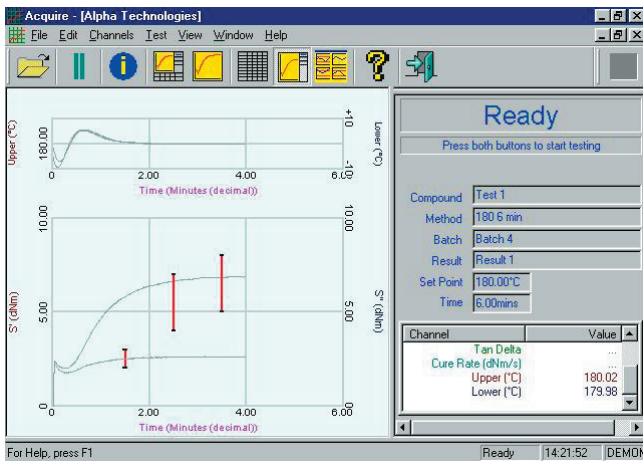 Acquire - [Alpha Technologies]
File Edit Channels Test View Window Help
Upper (°C)
180.00
+10
-10
Lower (°C)
0 2.00 4.00 6.00
Time (Minutes (decimal))
S' (dNm)
10.00
5.00
0
10.00
5.00
0
S'' (dNm)
0 2.00 4.00 6.00
Time (Minutes (decimal))
Ready
Press both buttons to start testing
Compound Test 1
Method 180 6 min
Batch Batch 4
Result Result 1
Set Point 180.00°C
Time 6.00mins
Channel Value
Tan Delta ...
Cure Rate (dNm/s) ...
Upper (°C) 180.02
Lower (°C) 179.98
For Help, press F1 Ready 14:21:52 DEMON